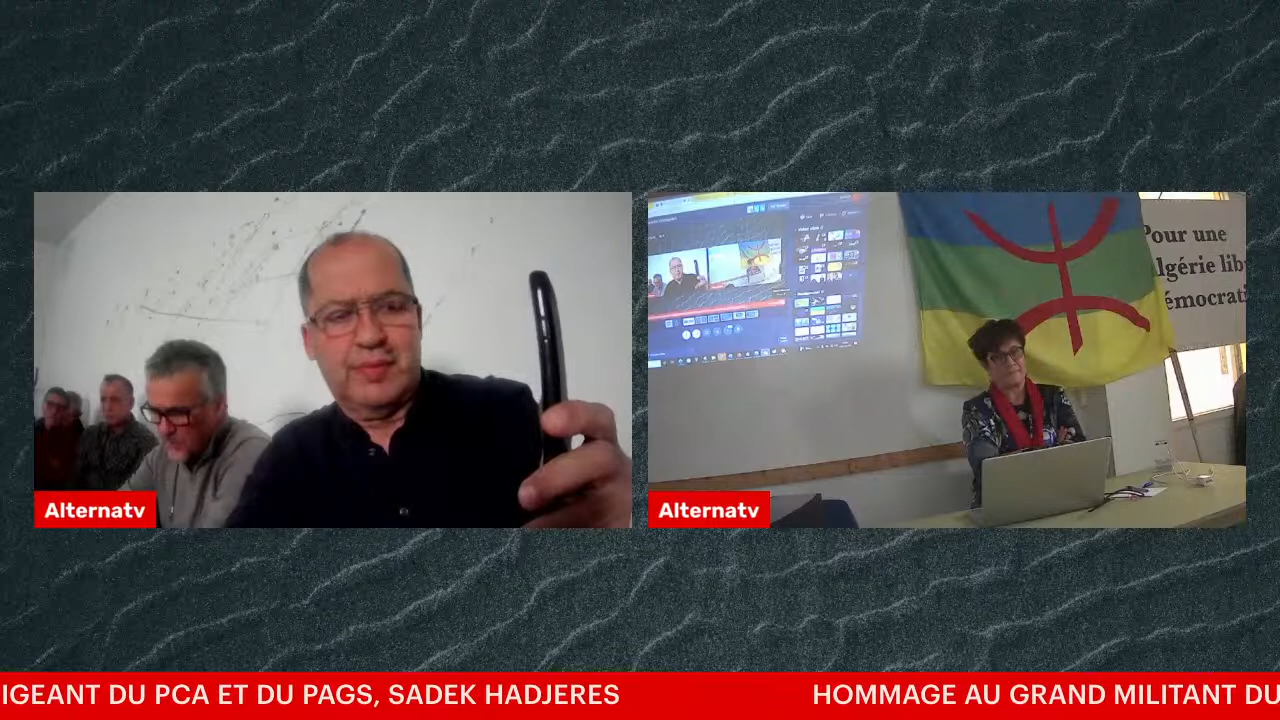 Pour une
lgérie lib
émocrati
Alternatv
Alternatv
IGEANT DU PCA ET DU PAGS, SADEK HADJERES
HOMMAGE AU GRAND MILITANT DU